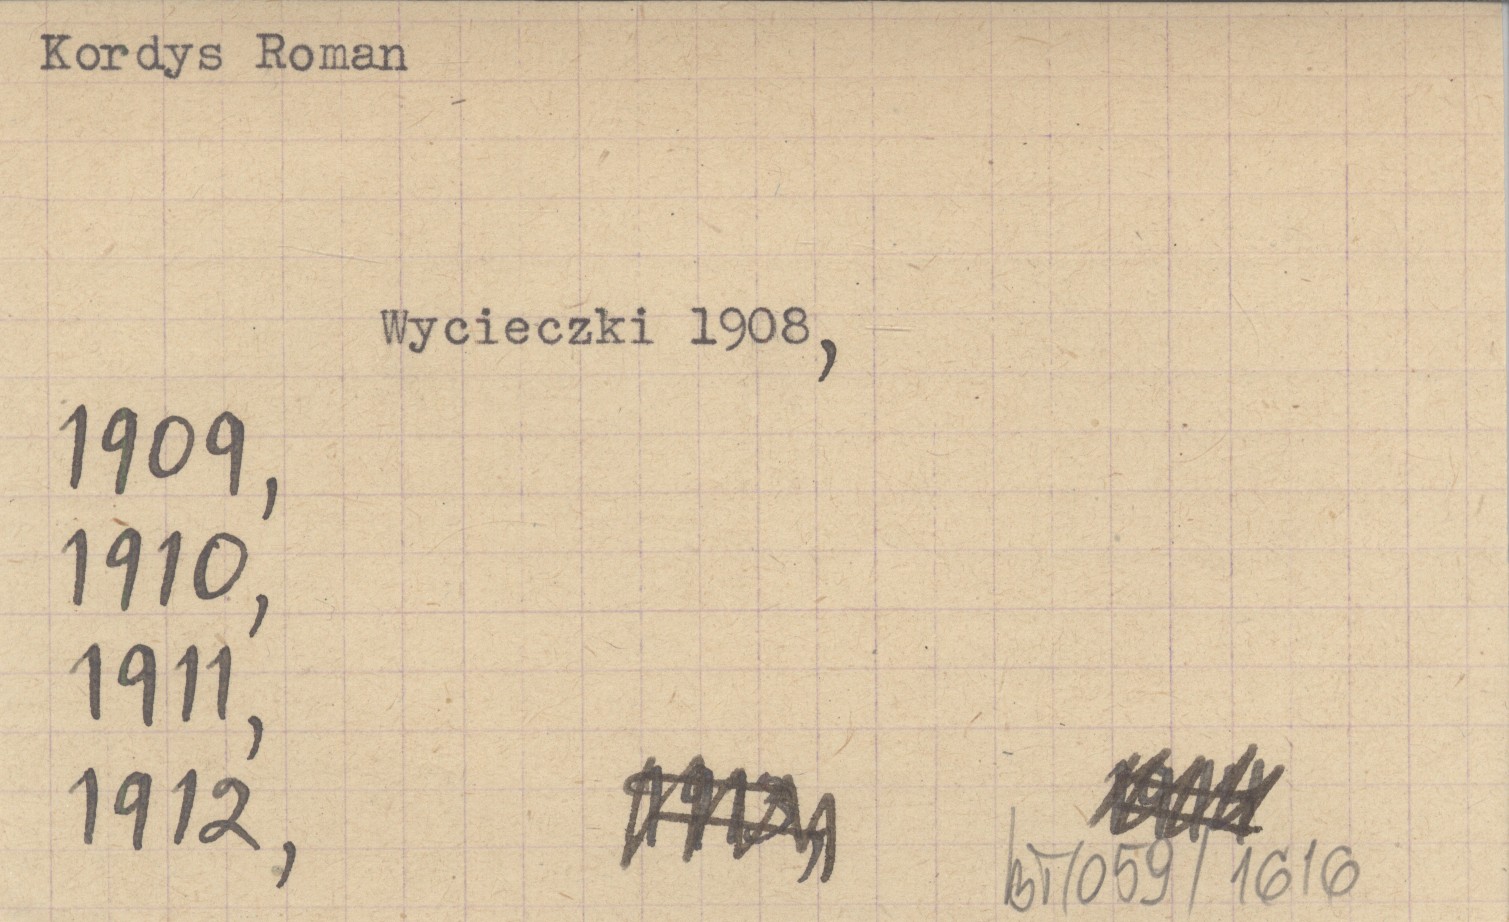 Kordys Roman
Wycieczki 1908,
1909,
1910,
1911,
1912,
BT/059/1616